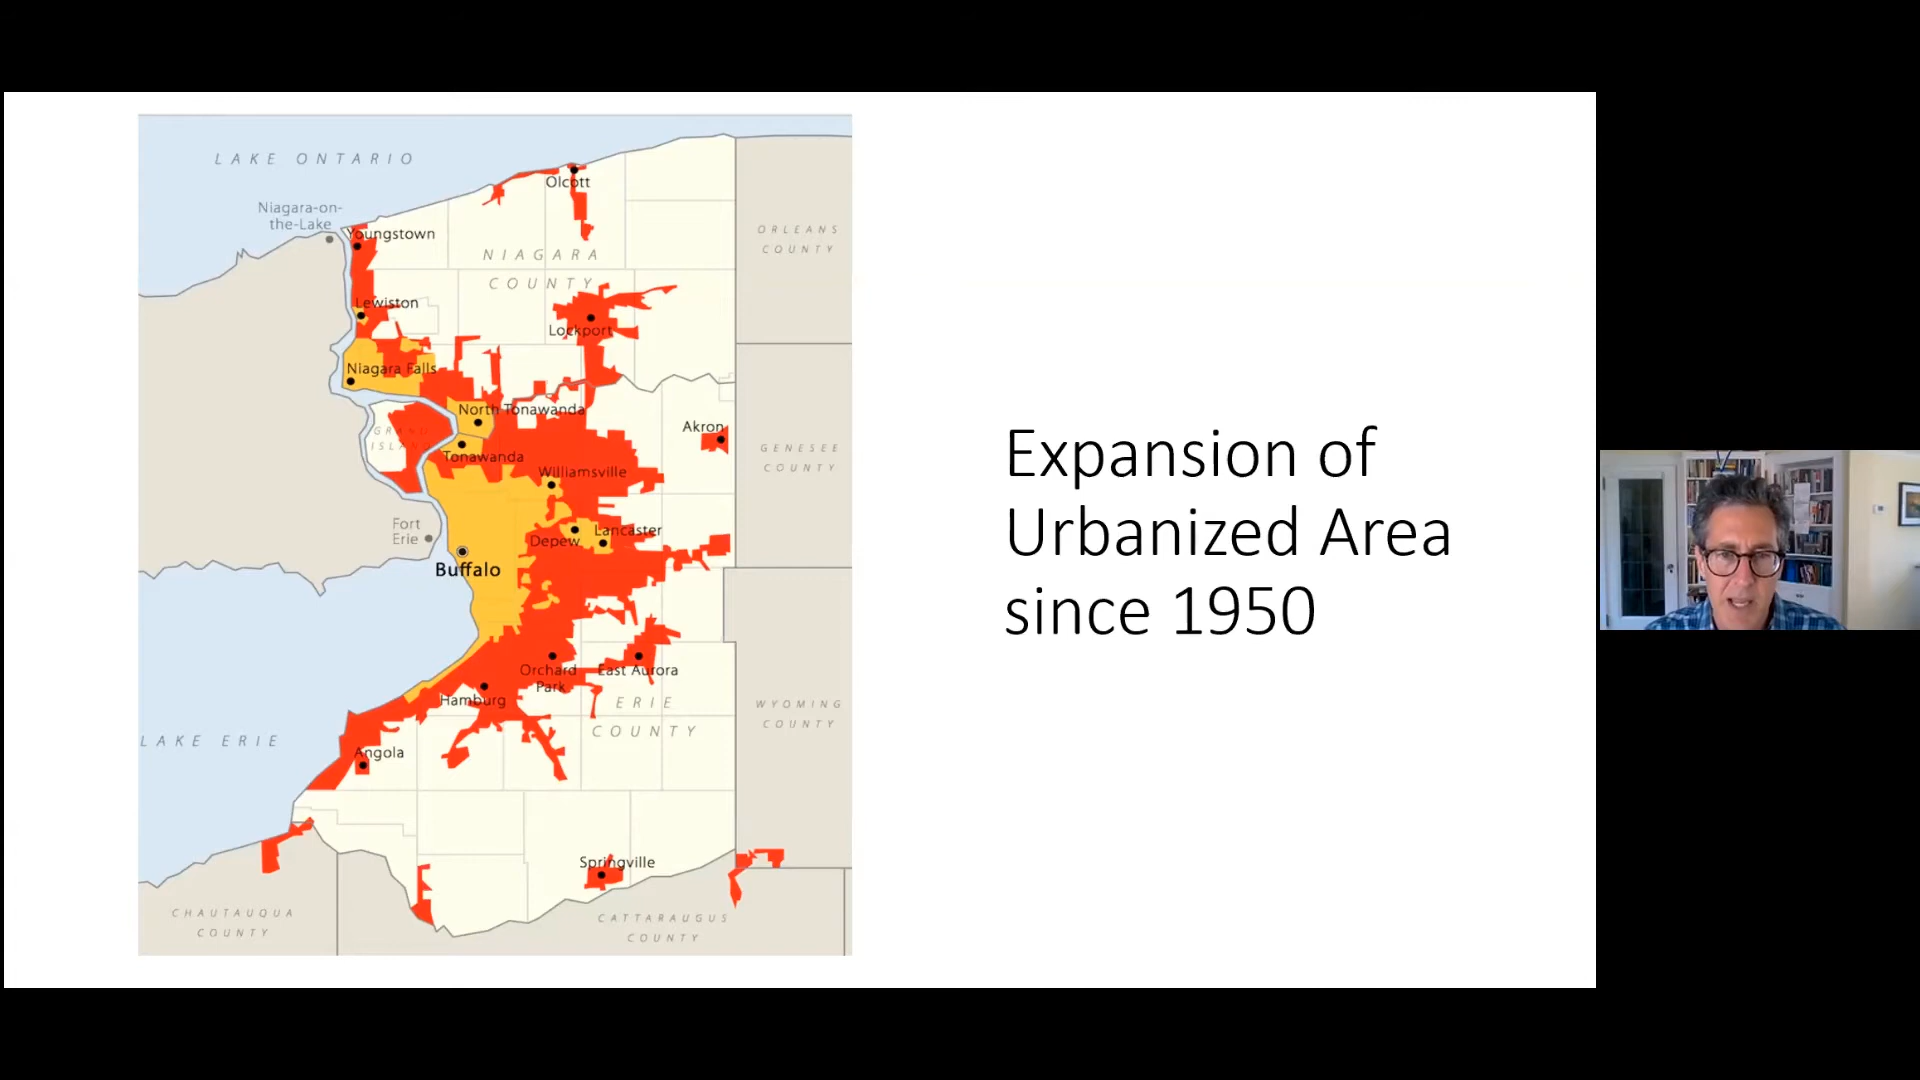 LAKE ONTARIO
Olcott
Niagara-on-
the-Lake
Youngstown
ORLEANS
COUNTY
NIAGARA
COUNTY
Lewiston
Lockport
Niagara Falls
North Tonawanda
Akron
GRAND
ISLAND
Tonawanda
GENESEE
COUNTY
Williamsville
Fort
Erie
Depew
Lancaster
Buffalo
Orchard
Park
East Aurora
Hamburg
ERIE
COUNTY
WYOMING
COUNTY
LAKE ERIE
Angola
Springville
CHAUTAUQUA
COUNTY
CATTARAUGUS
COUNTY
Expansion of
Urbanized Area
since 1950